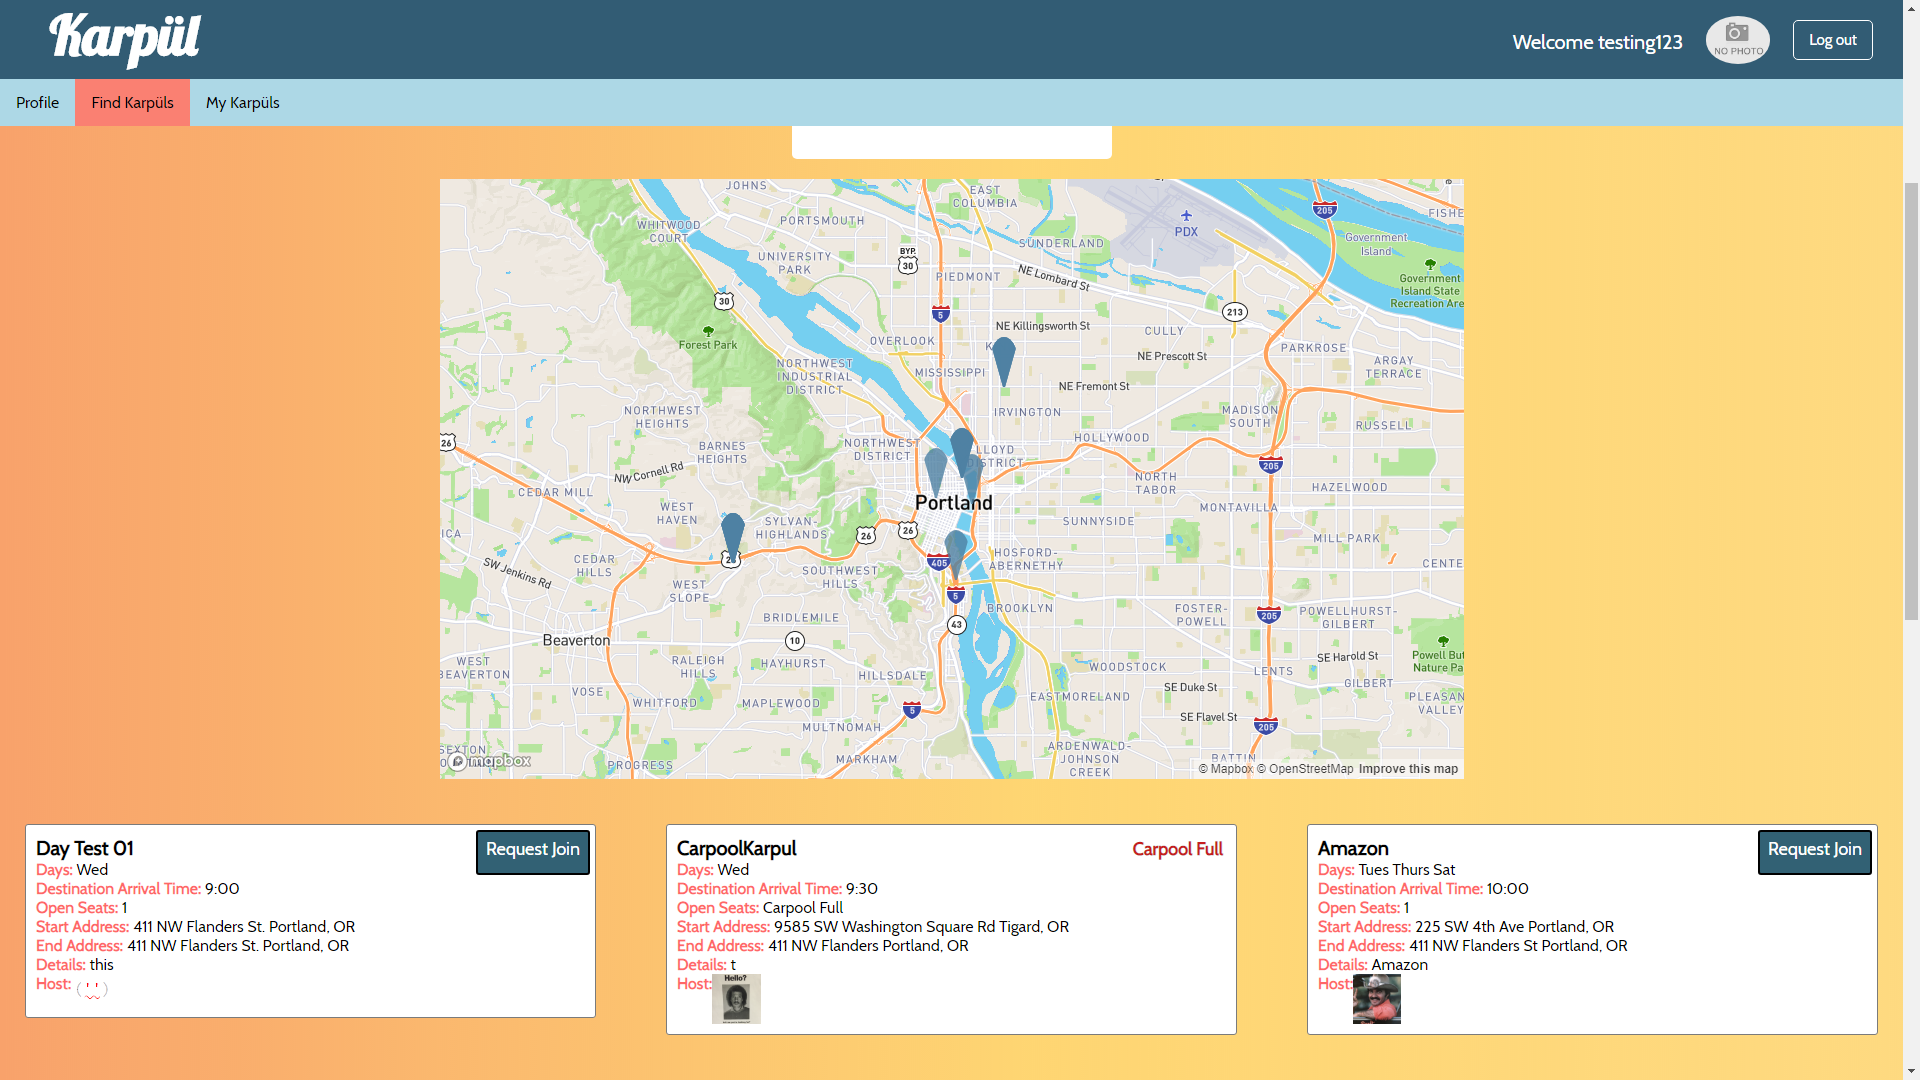 Karpül
Welcome testing123
NO PHOTO
Log out
Profile
Find Karpüls
My Karpüls
JOHNS
EAST
COLUMBIA
205
FISHE
PORTSMOUTH
PDX
WHITWOOD
COURT
Government
Island
SUNDERLAND
BYP.
30
UNIVERSITY
PARK
PIEDMONT
NE Lombard St
Government
Island State
Recreation Are
30
5
213
NE Killingsworth St
CULLY
Forest Park
OVERLOOK
K
PARKROSE
NE Prescott St
ARGAY
TERRACE
NORTHWEST
INDUSTRIAL
DISTRICT
MISSISSIPPI
NE Fremont St
NORTHWEST
HEIGHTS
IRVINGTON
MADISON
SOUTH
RUSSELL
26
BARNES
HEIGHTS
NORTHWEST
DISTRICT
LLOYD
DISTRICT
HOLLYWOOD
205
NW Cornell Rd
CEDAR MILL
NORTH
TABOR
HAZELWOOD
Portland
WEST
HAVEN
SYLVAN-
HIGHLANDS
26
26
SUNNYSIDE
MONTAVILLA
ICA
MILL PARK
CEDAR
HILLS
26
405
HOSFORD-
ABERNETHY
CENTE
SW Jenkins Rd
SOUTHWEST
HILLS
WEST
SLOPE
5
BROOKLYN
FOSTER-
POWELL
205
POWELLHURST-
GILBERT
BRIDLEMILE
43
Beaverton
10
SE Harold St
Powell But
Nature Pa
WEST
BEAVERTON
RALEIGH
HILLS
HAYHURST
HILLSDALE
WOODSTOCK
LENTS
VOSE
SE Duke St
GILBERT
WHITFORD
MAPLEWOOD
EASTMORELAND
PLEASAN
VALLEY
5
SE Flavel St
MULTNOMAH
205
SEXTON
ARDENWALD-
JOHNSON
CREEK
MARKHAM
BATTIN
PROGRESS
mapbox
© Mapbox © OpenStreetMap Improve this map
Day Test 01
Request Join
Days: Wed
Destination Arrival Time: 9:00
Open Seats: 1
Start Address: 411 NW Flanders St. Portland, OR
End Address: 411 NW Flanders St. Portland, OR
Details: this
Host:
CarpoolKarpul
Carpool Full
Days: Wed
Destination Arrival Time: 9:30
Open Seats: Carpool Full
Start Address: 9585 SW Washington Square Rd Tigard, OR
End Address: 411 NW Flanders Portland, OR
Details: t
Host:
Hello?
Amazon
Request Join
Days: Tues Thurs Sat
Destination Arrival Time: 10:00
Open Seats: 1
Start Address: 225 SW 4th Ave Portland, OR
End Address: 411 NW Flanders St Portland, OR
Details: Amazon
Host: